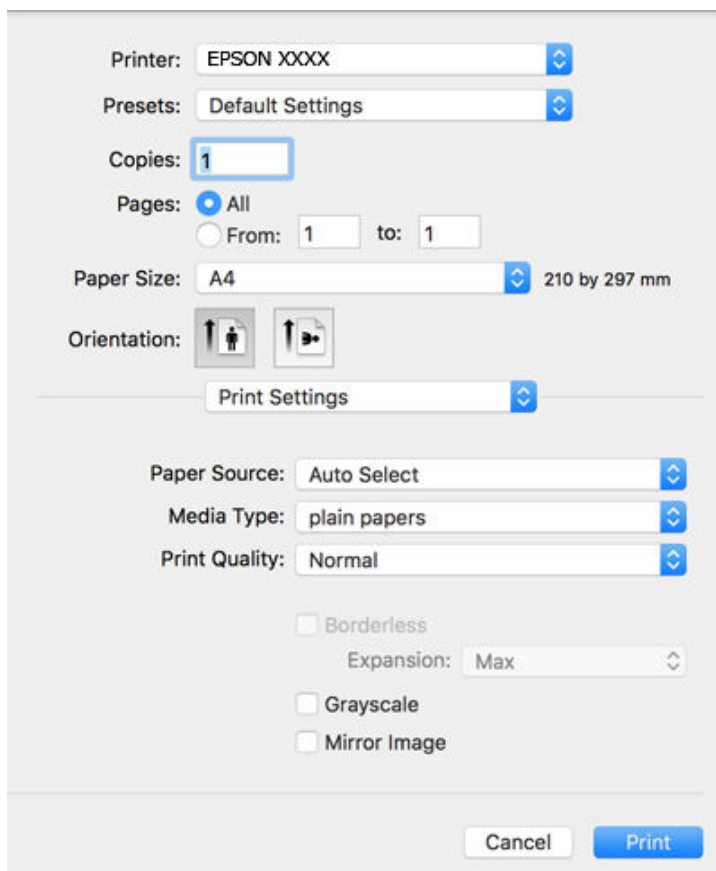 Printer: EPSON XXXX
Presets: Default Settings
Copies: 1
Pages: All
From: 1 to: 1
Paper Size: A4 210 by 297 mm
Orientation:
Print Settings
Paper Source: Auto Select
Media Type: plain papers
Print Quality: Normal
Borderless
Expansion: Max
Grayscale
Mirror Image
Cancel Print